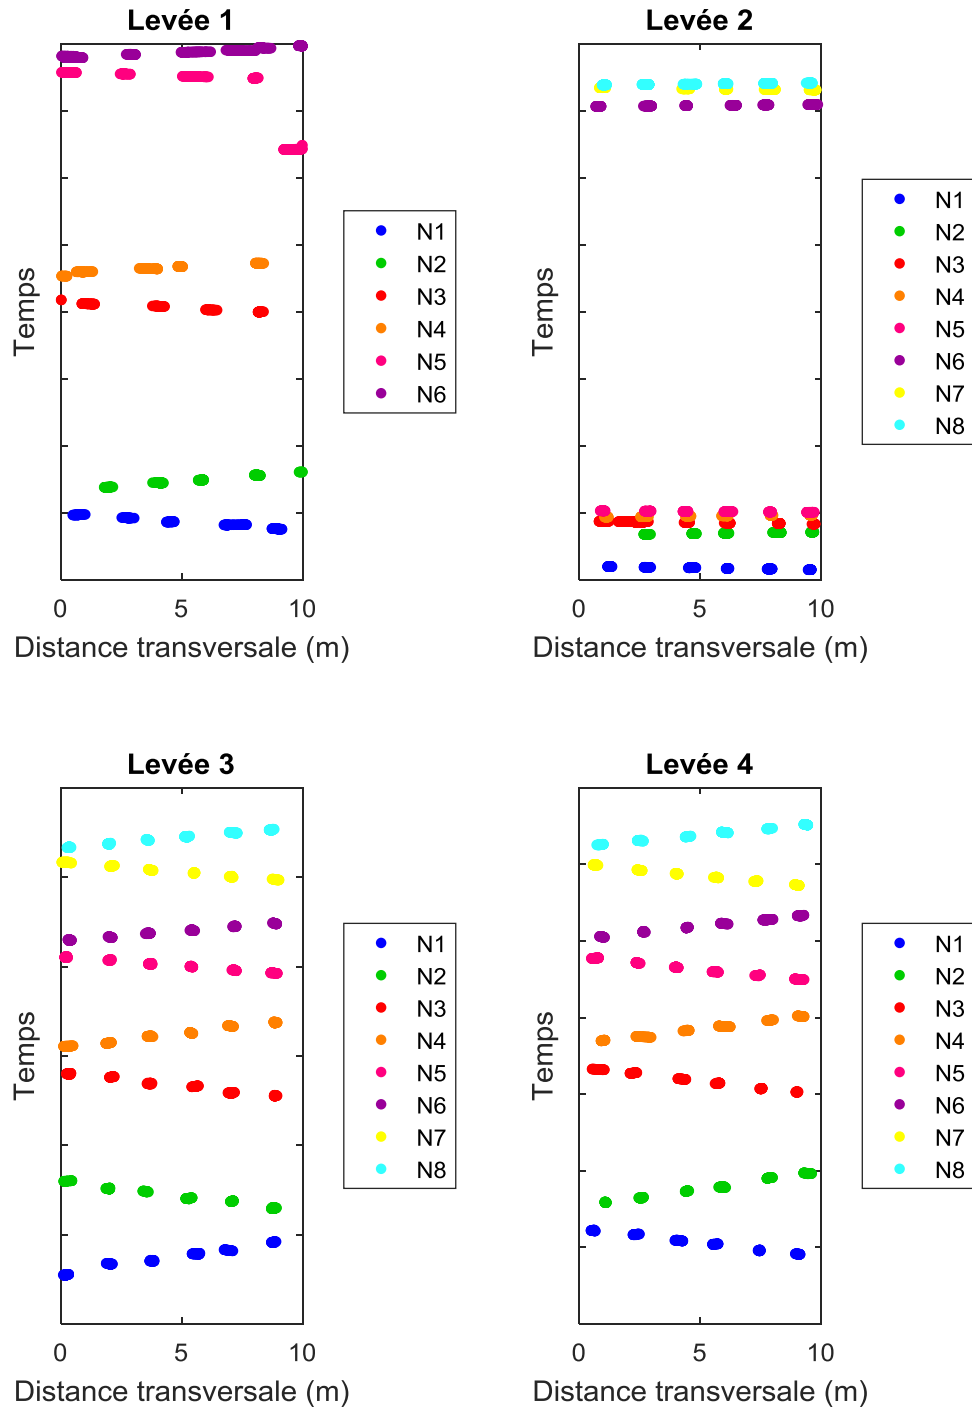 Levée 1
Temps
0 5 10
Distance transversale (m)
N1
N2
N3
N4
N5
N6
Levée 2
Temps
0 5 10
Distance transversale (m)
N1
N2
N3
N4
N5
N6
N7
N8
Levée 3
Temps
0 5 10
Distance transversale (m)
N1
N2
N3
N4
N5
N6
N7
N8
Levée 4
Temps
0 5 10
Distance transversale (m)
N1
N2
N3
N4
N5
N6
N7
N8